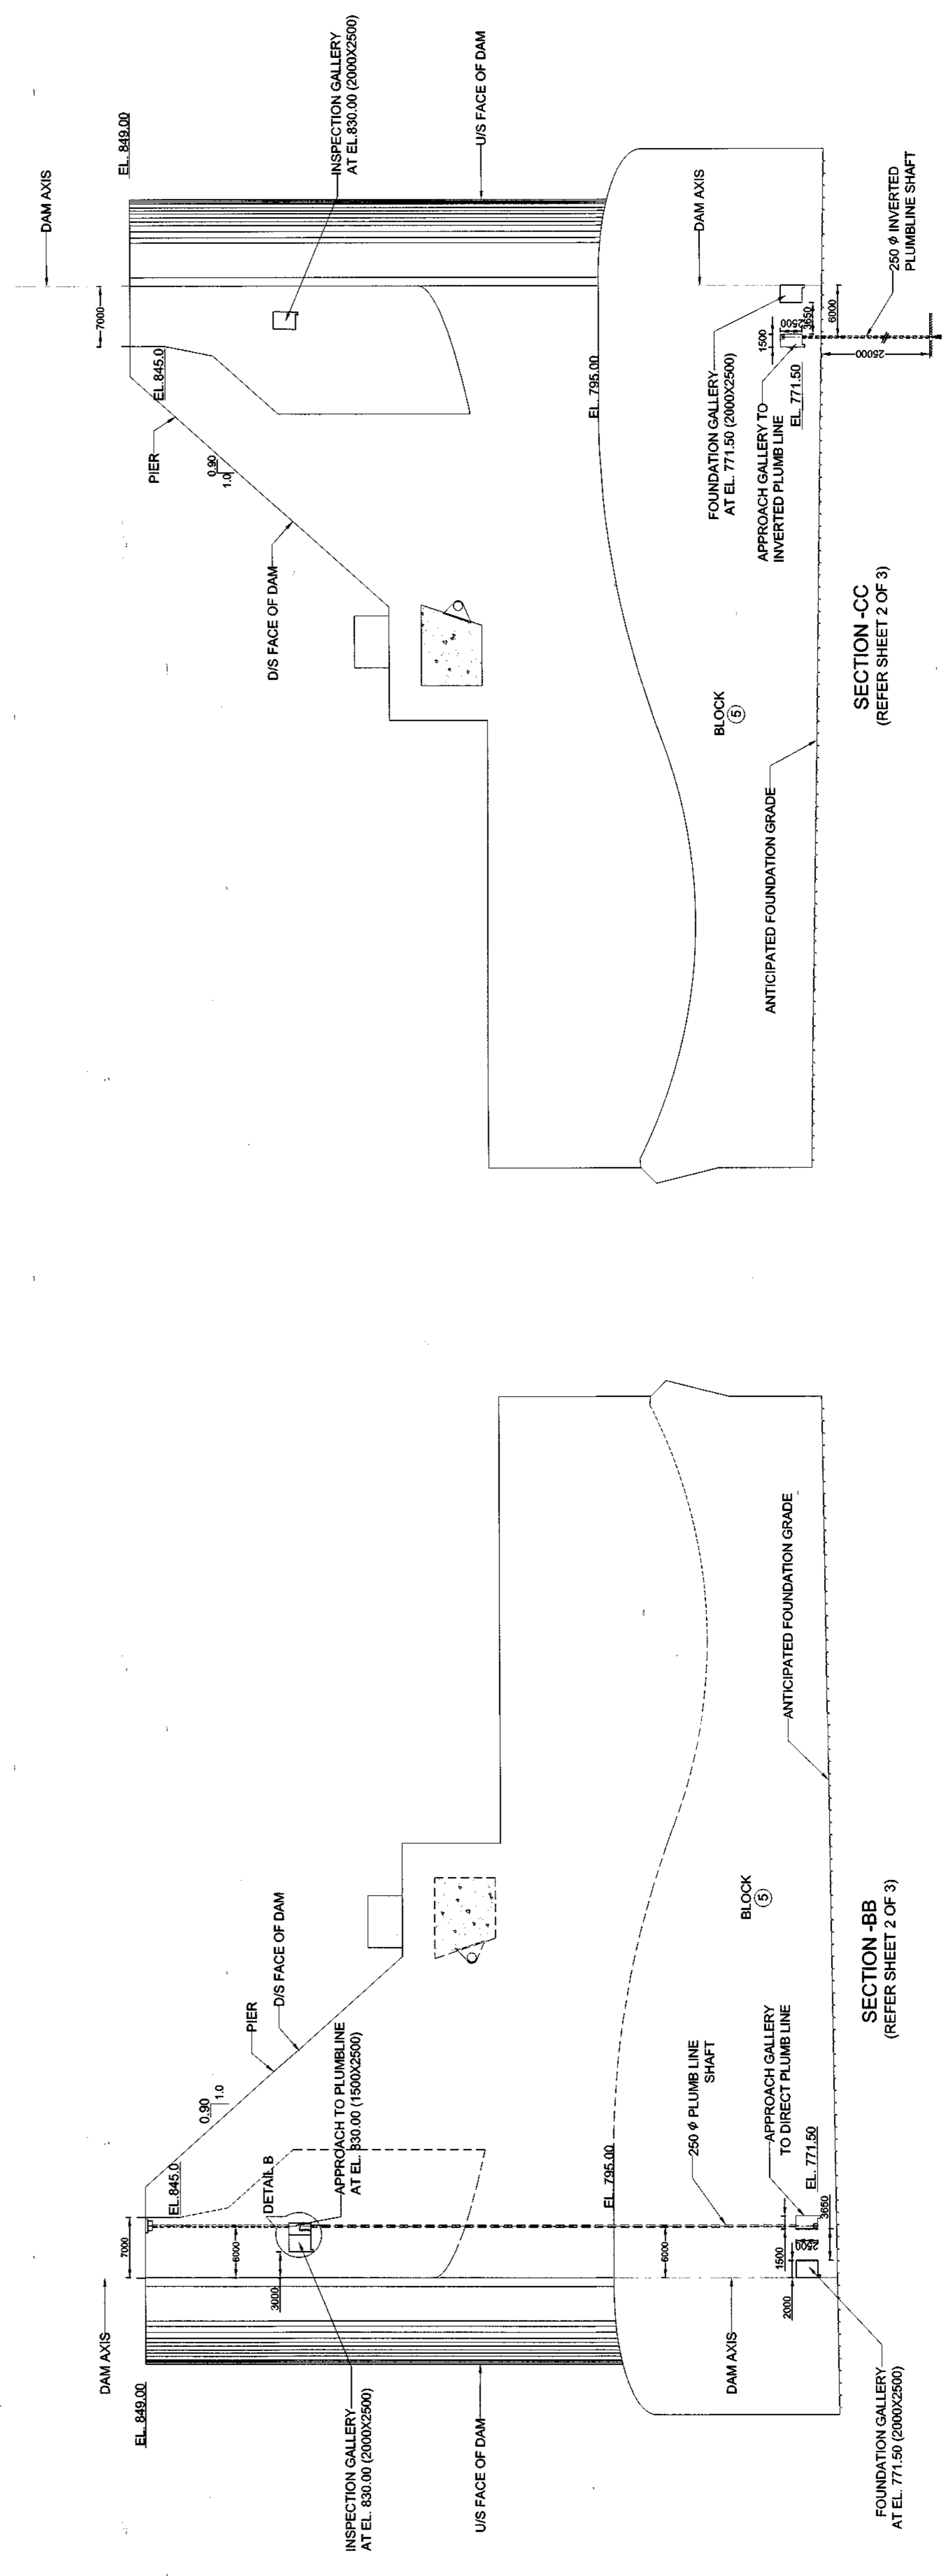 DAM AXIS
EL. 849.00
7000
EL.845.0
INSPECTION GALLERY
AT EL.830.00 (2000X2500)
U/S FACE OF DAM
PIER
0.90
1.0
D/S FACE OF DAM
EL. 795.00
DAM AXIS
FOUNDATION GALLERY
AT EL. 771.50 (2000X2500)
APPROACH GALLERY TO
INVERTED PLUMB LINE
1500
3650
6000
EL. 771.50
25000
250 ϕ INVERTED
PLUMBLINE SHAFT
BLOCK
5
ANTICIPATED FOUNDATION GRADE
SECTION -CC
(REFER SHEET 2 OF 3)
DAM AXIS
EL. 849.00
7000
EL.845.0
0.90
1.0
PIER
D/S FACE OF DAM
DETAIL B
6000
3000
APPROACH TO PLUMBLINE
AT EL. 830.00 (1500X2500)
INSPECTION GALLERY
AT EL. 830.00 (2000X2500)
U/S FACE OF DAM
EL. 795.00
6000
250 ϕ PLUMB LINE
SHAFT
DAM AXIS
APPROACH GALLERY
TO DIRECT PLUMB LINE
EL. 771.50
1500
3650
2000
FOUNDATION GALLERY
AT EL. 771.50 (2000X2500)
BLOCK
5
ANTICIPATED FOUNDATION GRADE
SECTION -BB
(REFER SHEET 2 OF 3)